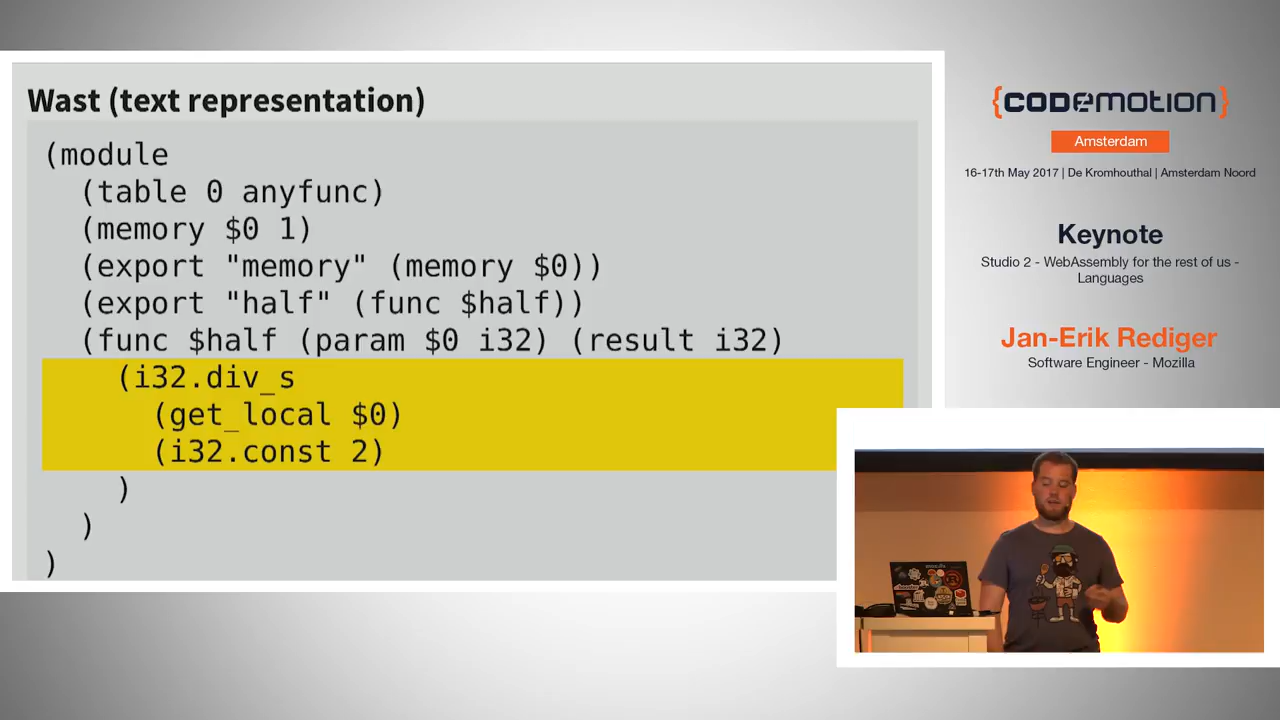 Wast (text representation)
(module
(table 0 anyfunc)
(memory $0 1)
(export "memory" (memory $0))
(export "half" (func $half))
(func $half (param $0 i32) (result i32)
(i32.div_s
(get_local $0)
(i32.const 2)
)
)
)
{CODEMOTION}
Amsterdam
16-17th May 2017 | De Kromhouthal | Amsterdam Noord
Keynote
Studio 2 - WebAssembly for the rest of us -
Languages
Jan-Erik Rediger
Software Engineer - Mozilla